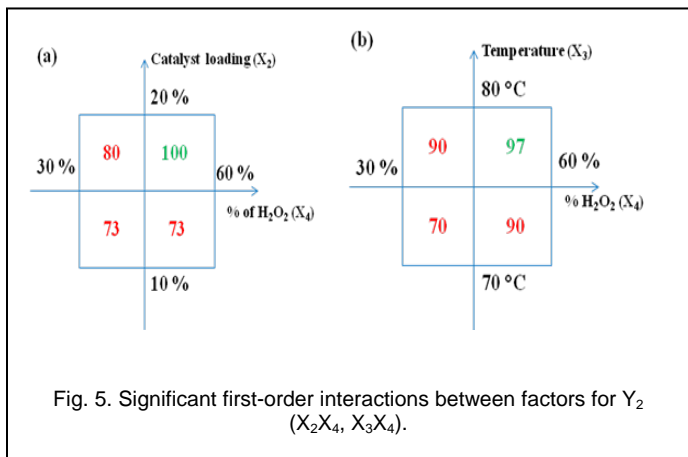 (a)
Catalyst loading (X₂)
20 %
80
100
30 %
60 %
% of H₂O₂ (X₄)
73
73
10 %
(b)
Temperature (X₃)
80 °C
90
97
30 %
60 %
% H₂O₂ (X₄)
70
90
70 °C
Fig. 5. Significant first-order interactions between factors for Y₂
(X₂X₄, X₃X₄).